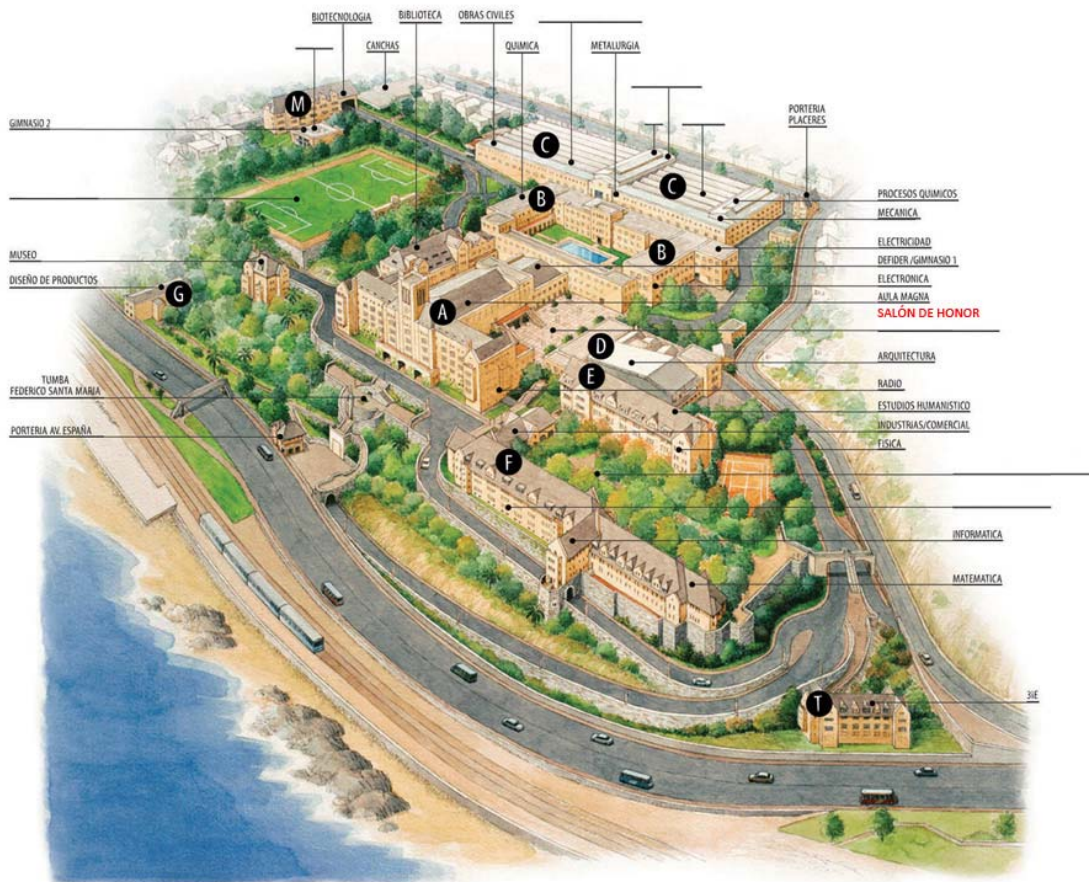 BIOTECNOLOGIA
BIBLIOTECA
OBRAS CIVILES
CANCHAS
QUIMICA
METALURGIA
PORTERIA
PLACERES
M
GIMNASIO 2
C
C
B
B
PROCESOS QUIMICOS
MECANICA
ELECTRICIDAD
DEFIDER /GIMNASIO 1
ELECTRONICA
AULA MAGNA
SALÓN DE HONOR
MUSEO
DISEÑO DE PRODUCTOS
G
A
D
E
ARQUITECTURA
RADIO
TUMBA
FEDERICO SANTA MARIA
ESTUDIOS HUMANISTICO
INDUSTRIAS/COMERCIAL
FISICA
PORTERIA AV. ESPAÑA
F
INFORMATICA
MATEMATICA
T
3IE